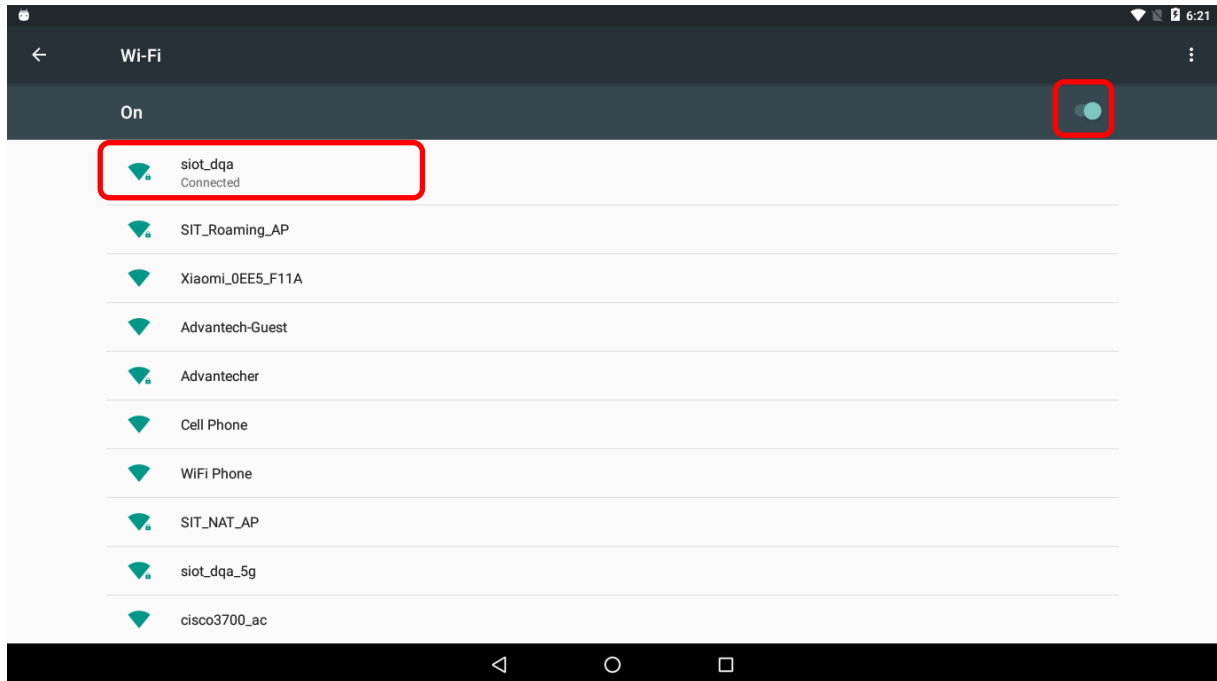 6:21
Wi-Fi
On
siot_dqa
Connected
SIT_Roaming_AP
Xiaomi_0EE5_F11A
Advantech-Guest
Advantecher
Cell Phone
WiFi Phone
SIT_NAT_AP
siot_dqa_5g
cisco3700_ac